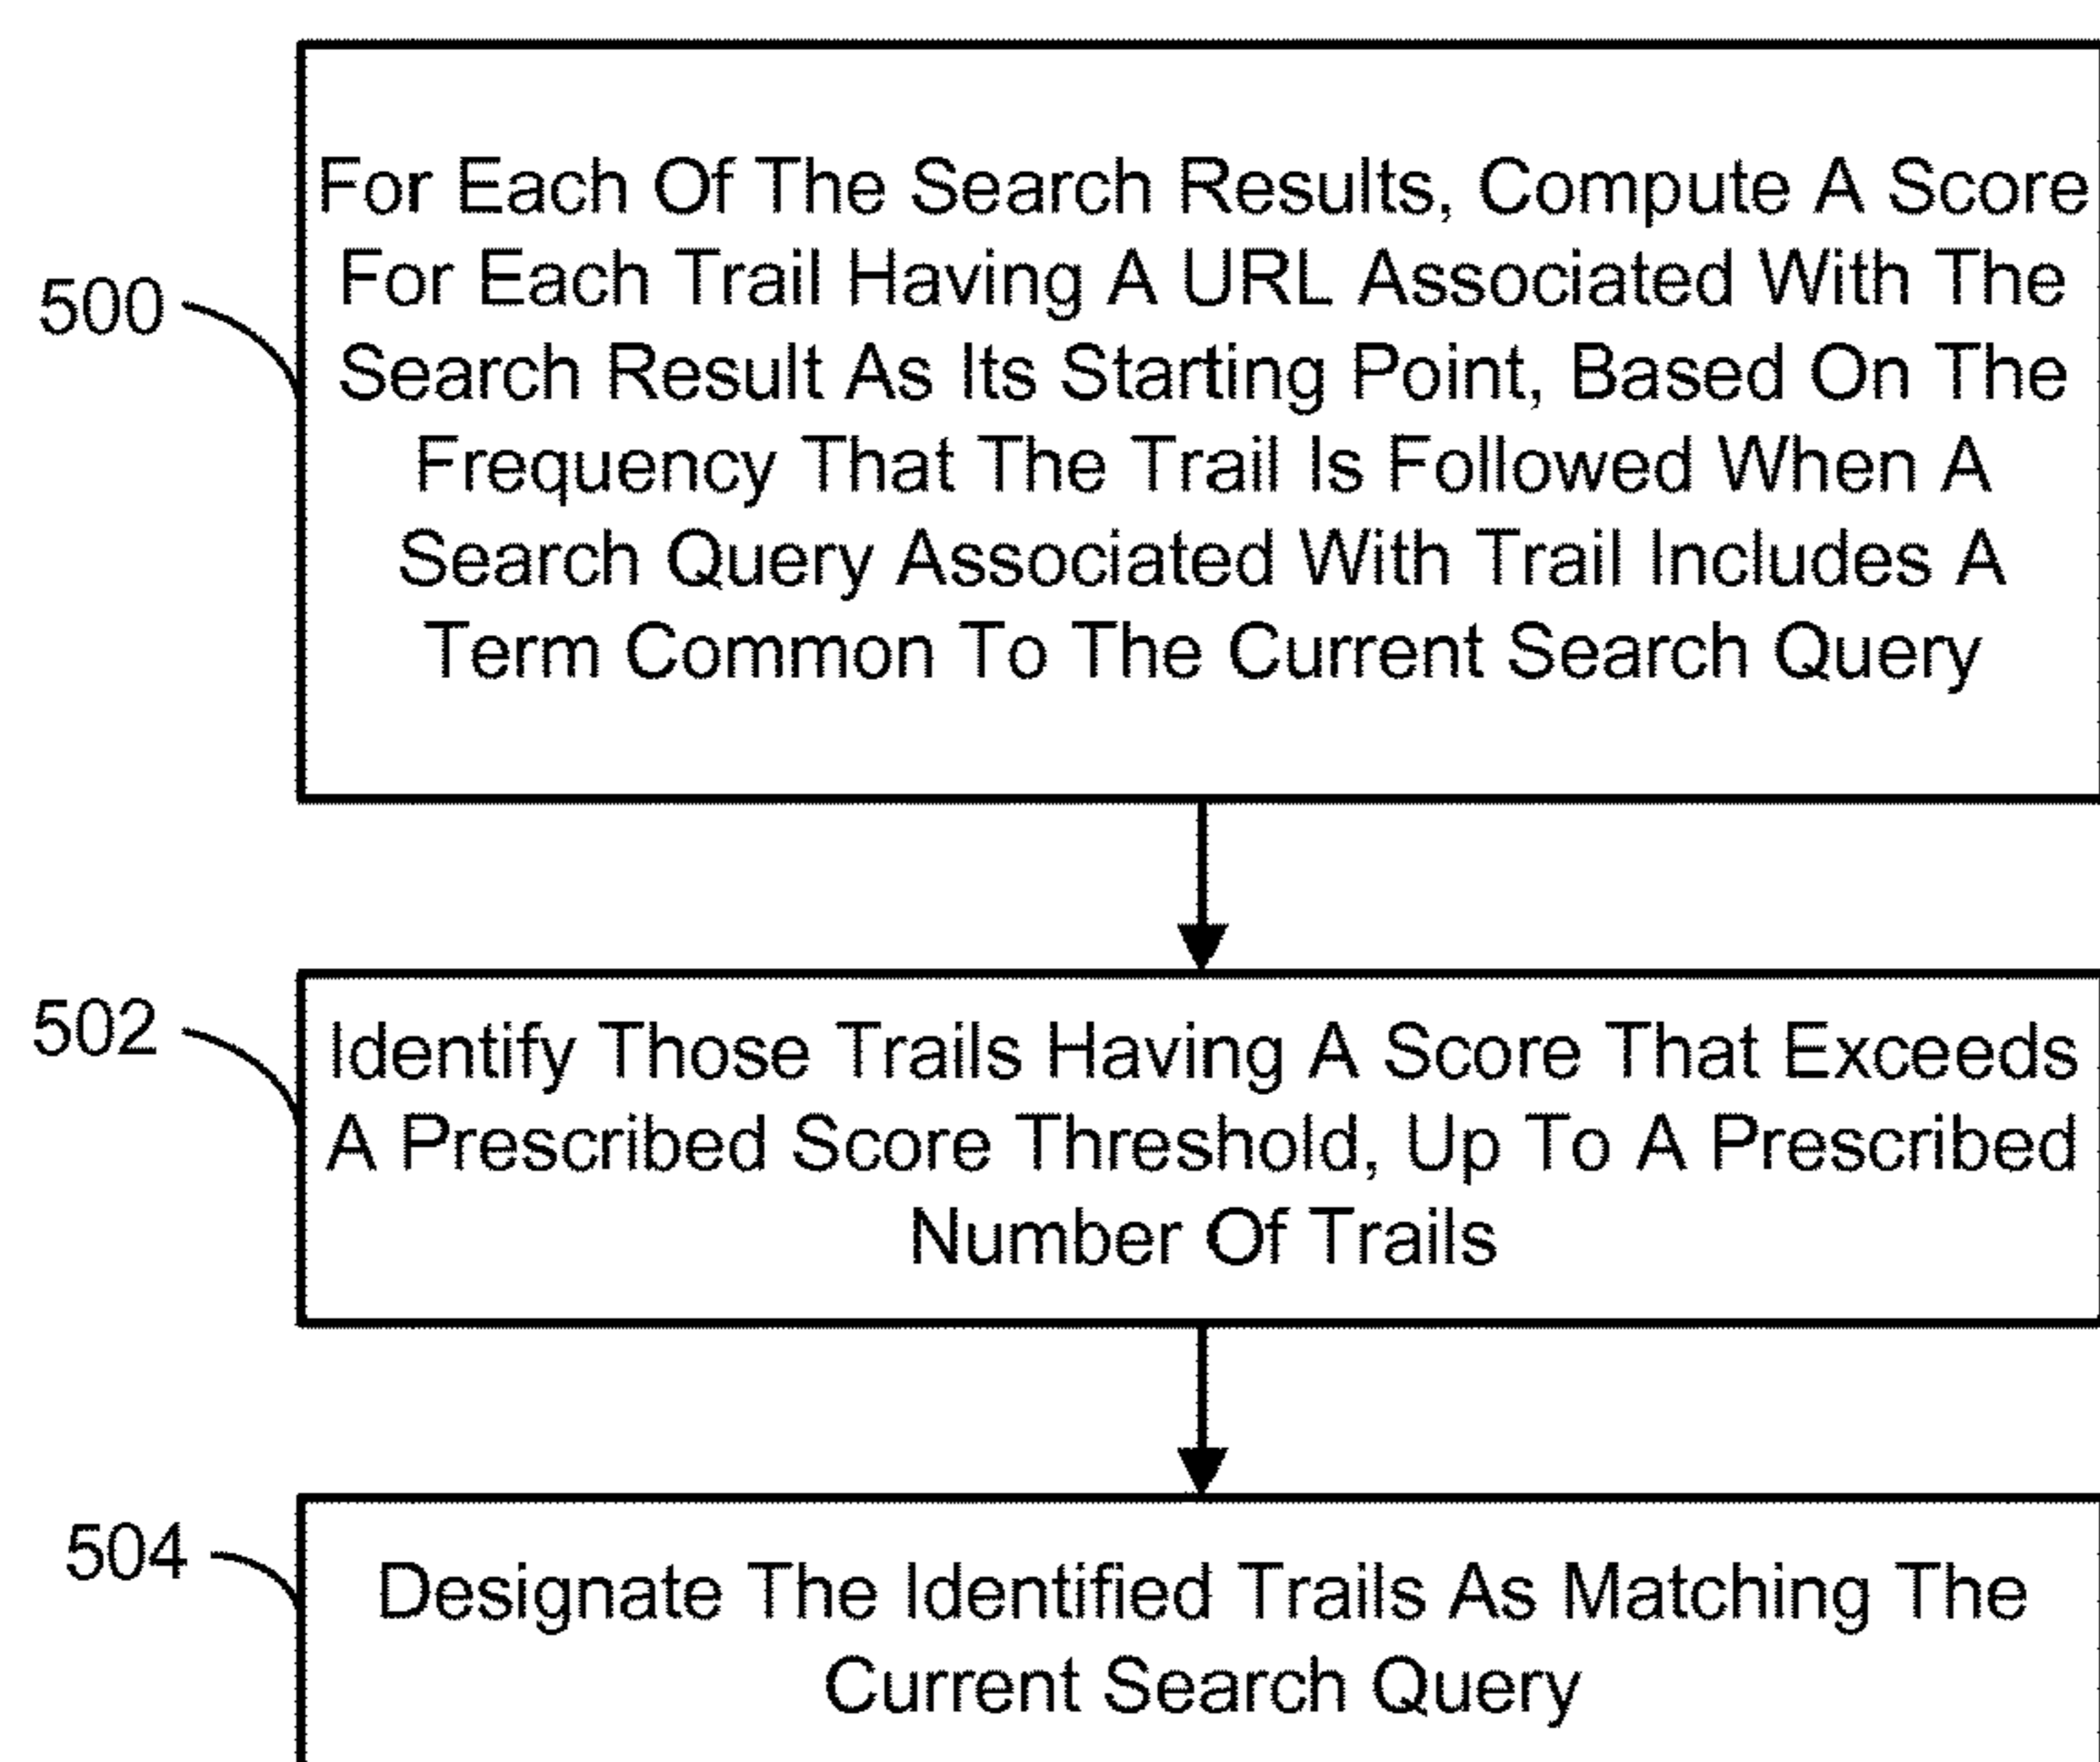 For Each Of The Search Results, Compute A Score
For Each Trail Having A URL Associated With The
500
Search Result As Its Starting Point, Based On The
Frequency That The Trail Is Followed When A
Search Query Associated With Trail Includes A
Term Common To The Current Search Query
502
Identify Those Trails Having A Score That Exceeds
A Prescribed Score Threshold, Up To A Prescribed
Number Of Trails
504
Designate The Identified Trails As Matching The
Current Search Query